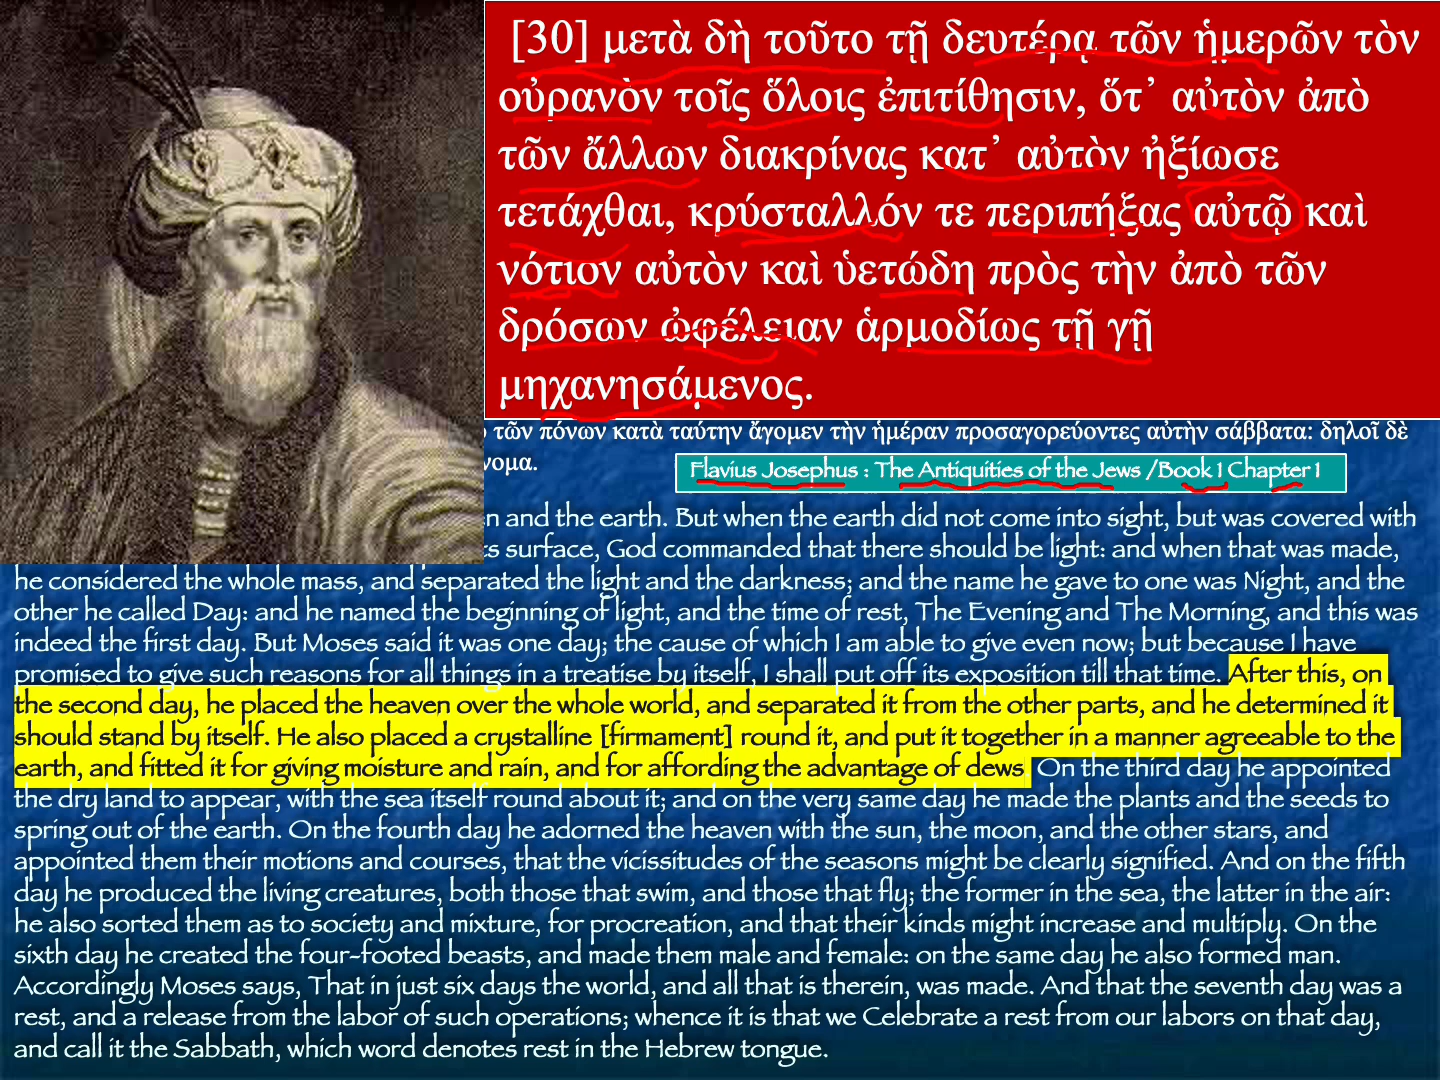 [30] μετὰ δὴ τοῦτο τῇ δευτέρᾳ τῶν ἡμερῶν τὸν
οὐρανὸν τοῖς ὅλοις ἐπιτίθησιν, ὅτ᾽ αὐτὸν ἀπὸ
τῶν ἄλλων διακρίνας κατ᾽ αὐτὸν ἠξίωσε
τετάχθαι, κρύσταλλόν τε περιπήξας αὐτῷ καὶ
νότιον αὐτὸν καὶ ὑετώδη πρὸς τὴν ἀπὸ τῶν
δρόσων ὠφέλειαν ἁρμοδίως τῇ γῇ
μηχανησάμενος.
τῶν πόνων κατὰ ταύτην ἄγομεν τὴν ἡμέραν προσαγορεύοντες αὐτὴν σάββατα: δηλοῖ δὲ
νομα.
Flavius Josephus : The Antiquities of the Jews /Book 1 Chapter 1
n and the earth. But when the earth did not come into sight, but was covered with
ts surface, God commanded that there should be light: and when that was made,
he considered the whole mass, and separated the light and the darkness; and the name he gave to one was Night, and the
other he called Day: and he named the beginning of light, and the time of rest, The Evening and The Morning, and this was
indeed the first day. But Moses said it was one day; the cause of which I am able to give even now; but because I have
promised to give such reasons for all things in a treatise by itself, I shall put off its exposition till that time. After this, on
the second day, he placed the heaven over the whole world, and separated it from the other parts, and he determined it
should stand by itself. He also placed a crystalline [firmament] round it, and put it together in a manner agreeable to the
earth, and fitted it for giving moisture and rain, and for affording the advantage of dews. On the third day he appointed
the dry land to appear, with the sea itself round about it; and on the very same day he made the plants and the seeds to
spring out of the earth. On the fourth day he adorned the heaven with the sun, the moon, and the other stars, and
appointed them their motions and courses, that the vicissitudes of the seasons might be clearly signified. And on the fifth
day he produced the living creatures, both those that swim, and those that fly; the former in the sea, the latter in the air:
he also sorted them as to society and mixture, for procreation, and that their kinds might increase and multiply. On the
sixth day he created the four-footed beasts, and made them male and female: on the same day he also formed man.
Accordingly Moses says, That in just six days the world, and all that is therein, was made. And that the seventh day was a
rest, and a release from the labor of such operations; whence it is that we Celebrate a rest from our labors on that day,
and call it the Sabbath, which word denotes rest in the Hebrew tongue.